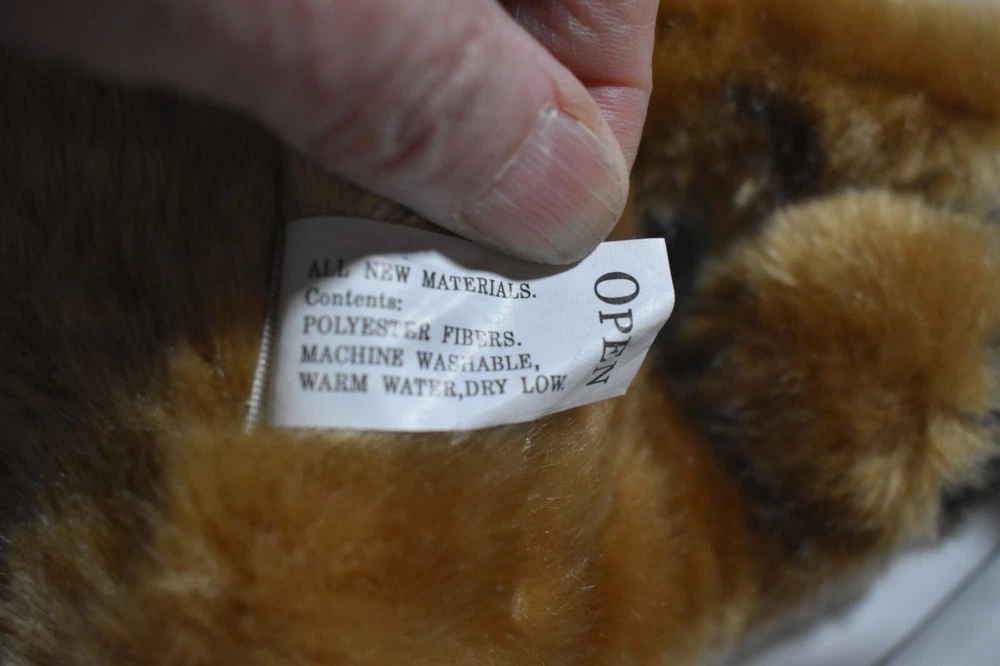 ALL NEW MATERIALS.
Contents:
POLYESTER FIBERS.
MACHINE WASHABLE,
WARM WATER,DRY LOW
OPEN